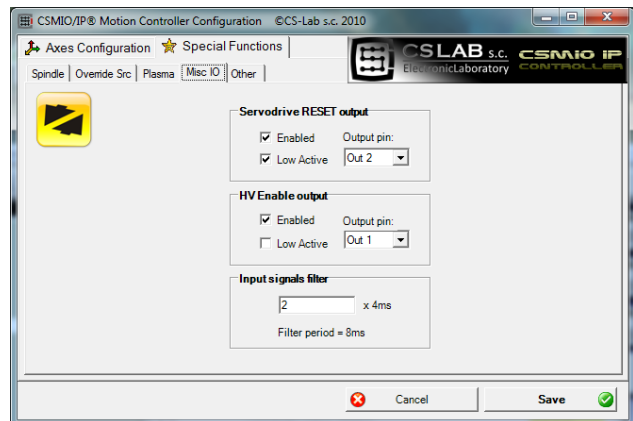 CSMIO/IP® Motion Controller Configuration ©CS-Lab s.c. 2010
Axes Configuration Special Functions
CSLAB s.c.
ElectronicLaboratory
CSMIO IP
CONTROLLER
Spindle Override Src Plasma Misc IO Other
Servodrive RESET output
Enabled Output pin:
Low Active Out 2
HV Enable output
Enabled Output pin:
Low Active Out 1
Input signals filter
2 x 4ms
Filter period = 8ms
Cancel Save